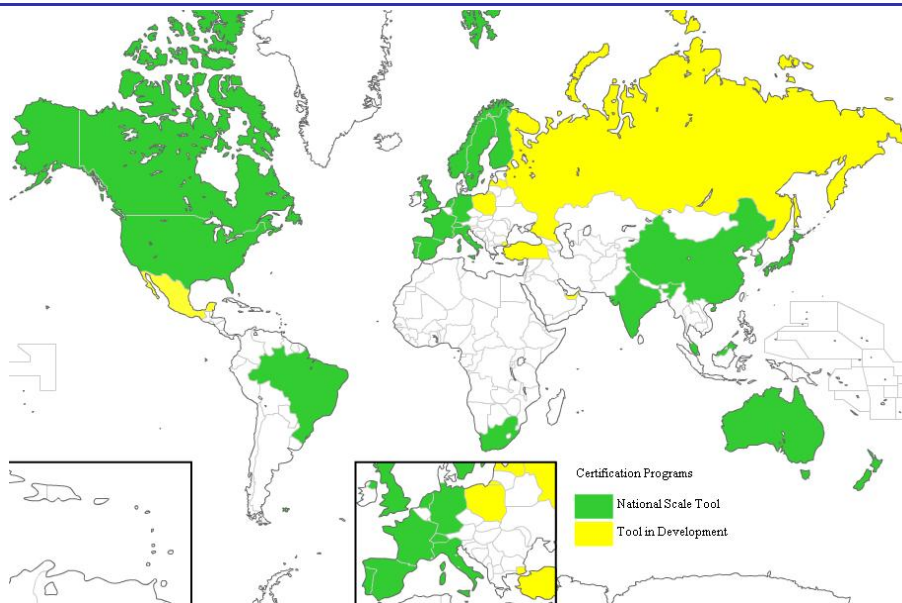 Certification Programs
National Scale Tool
Tool in Development